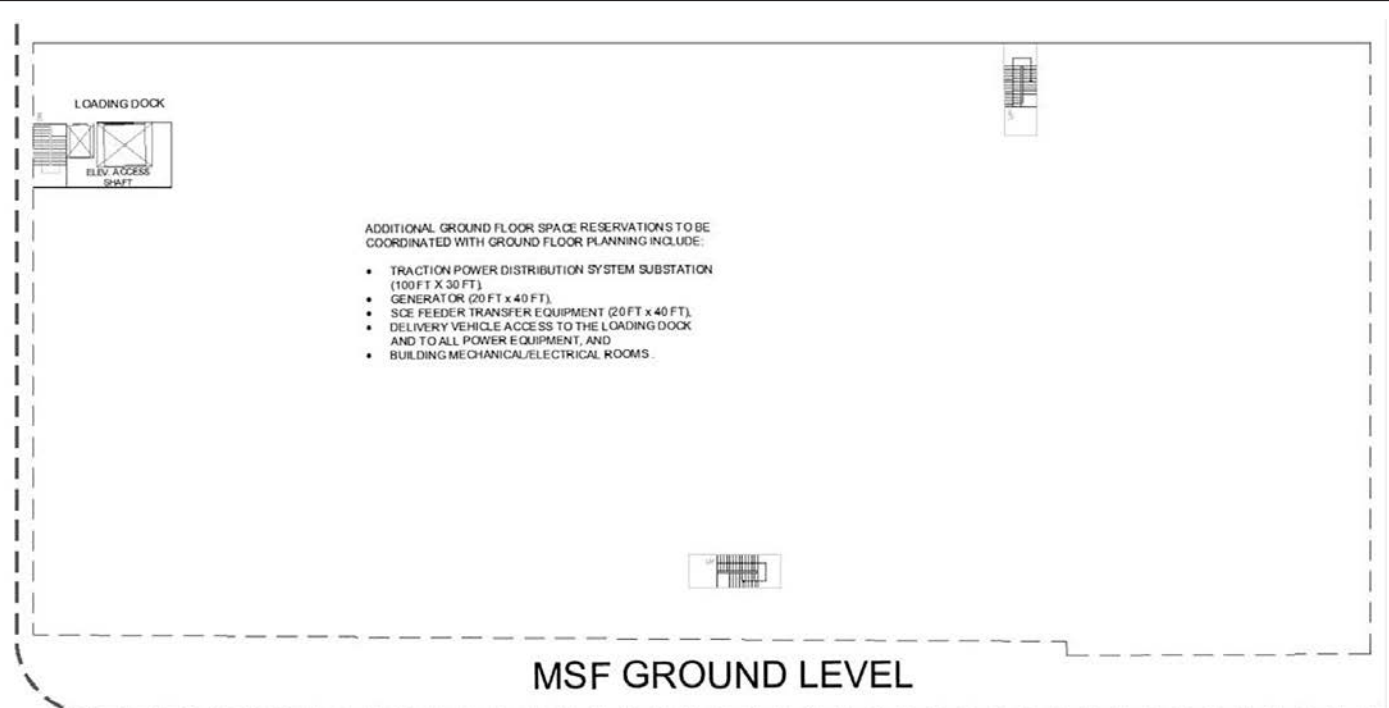 LOADING DOCK
ELEV. ACCESS
SHAFT
ADDITIONAL GROUND FLOOR SPACE RESERVATIONS TO BE
COORDINATED WITH GROUND FLOOR PLANNING INCLUDE:
• TRACTION POWER DISTRIBUTION SYSTEM SUBSTATION
(100 FT X 30 FT),
• GENERATOR (20 FT x 40 FT),
• SCE FEEDER TRANSFER EQUIPMENT (20 FT x 40 FT),
• DELIVERY VEHICLE ACCESS TO THE LOADING DOCK
AND TO ALL POWER EQUIPMENT, AND
• BUILDING MECHANICAL/ELECTRICAL ROOMS .
UP
MSF GROUND LEVEL